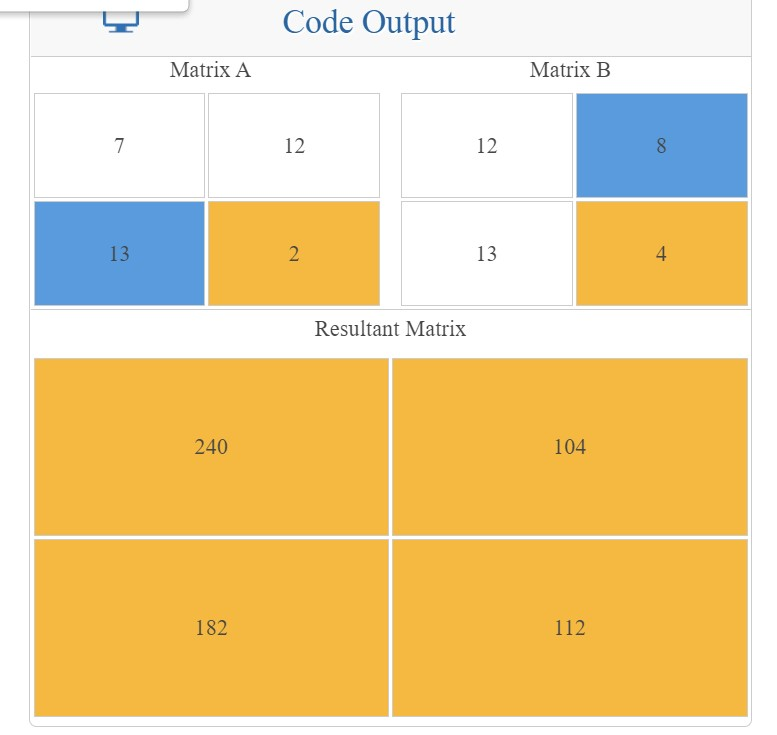 Code Output
Matrix A Matrix B
7 12 12 8
13 2 13 4
Resultant Matrix
240 104
182 112